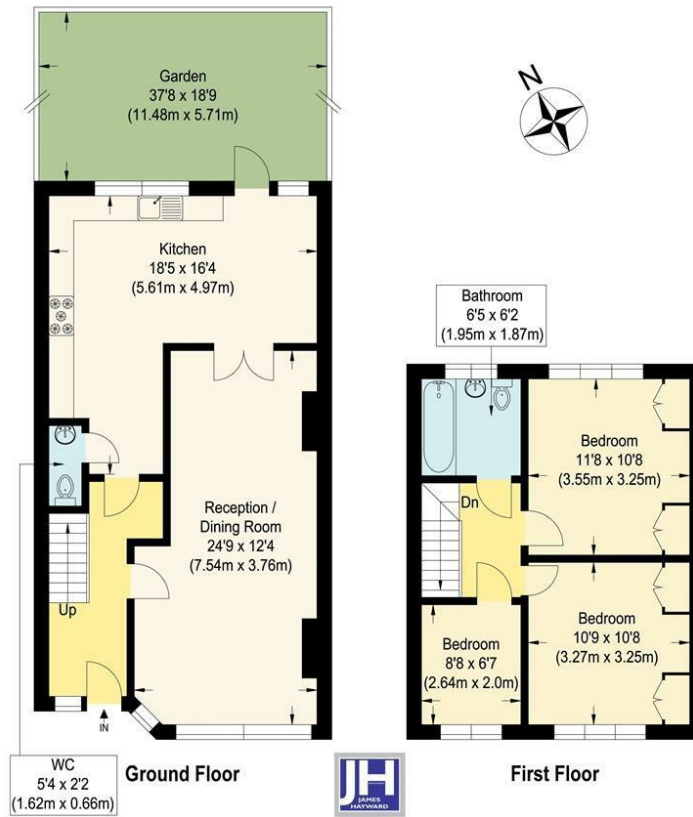 Garden
37'8 x 18'9
(11.48m x 5.71m)
N
Kitchen
18'5 x 16'4
(5.61m x 4.97m)
Bathroom
6'5 x 6'2
(1.95m x 1.87m)
Bedroom
11'8 x 10'8
(3.55m x 3.25m)
Reception /
Dining Room
24'9 x 12'4
(7.54m x 3.76m)
Dn
Up
Bedroom
10'9 x 10'8
(3.27m x 3.25m)
Bedroom
8'8 x 6'7
(2.64m x 2.0m)
IN
WC
5'4 x 2'2
(1.62m x 0.66m)
Ground Floor
JH
JAMES
HAYWARD
First Floor